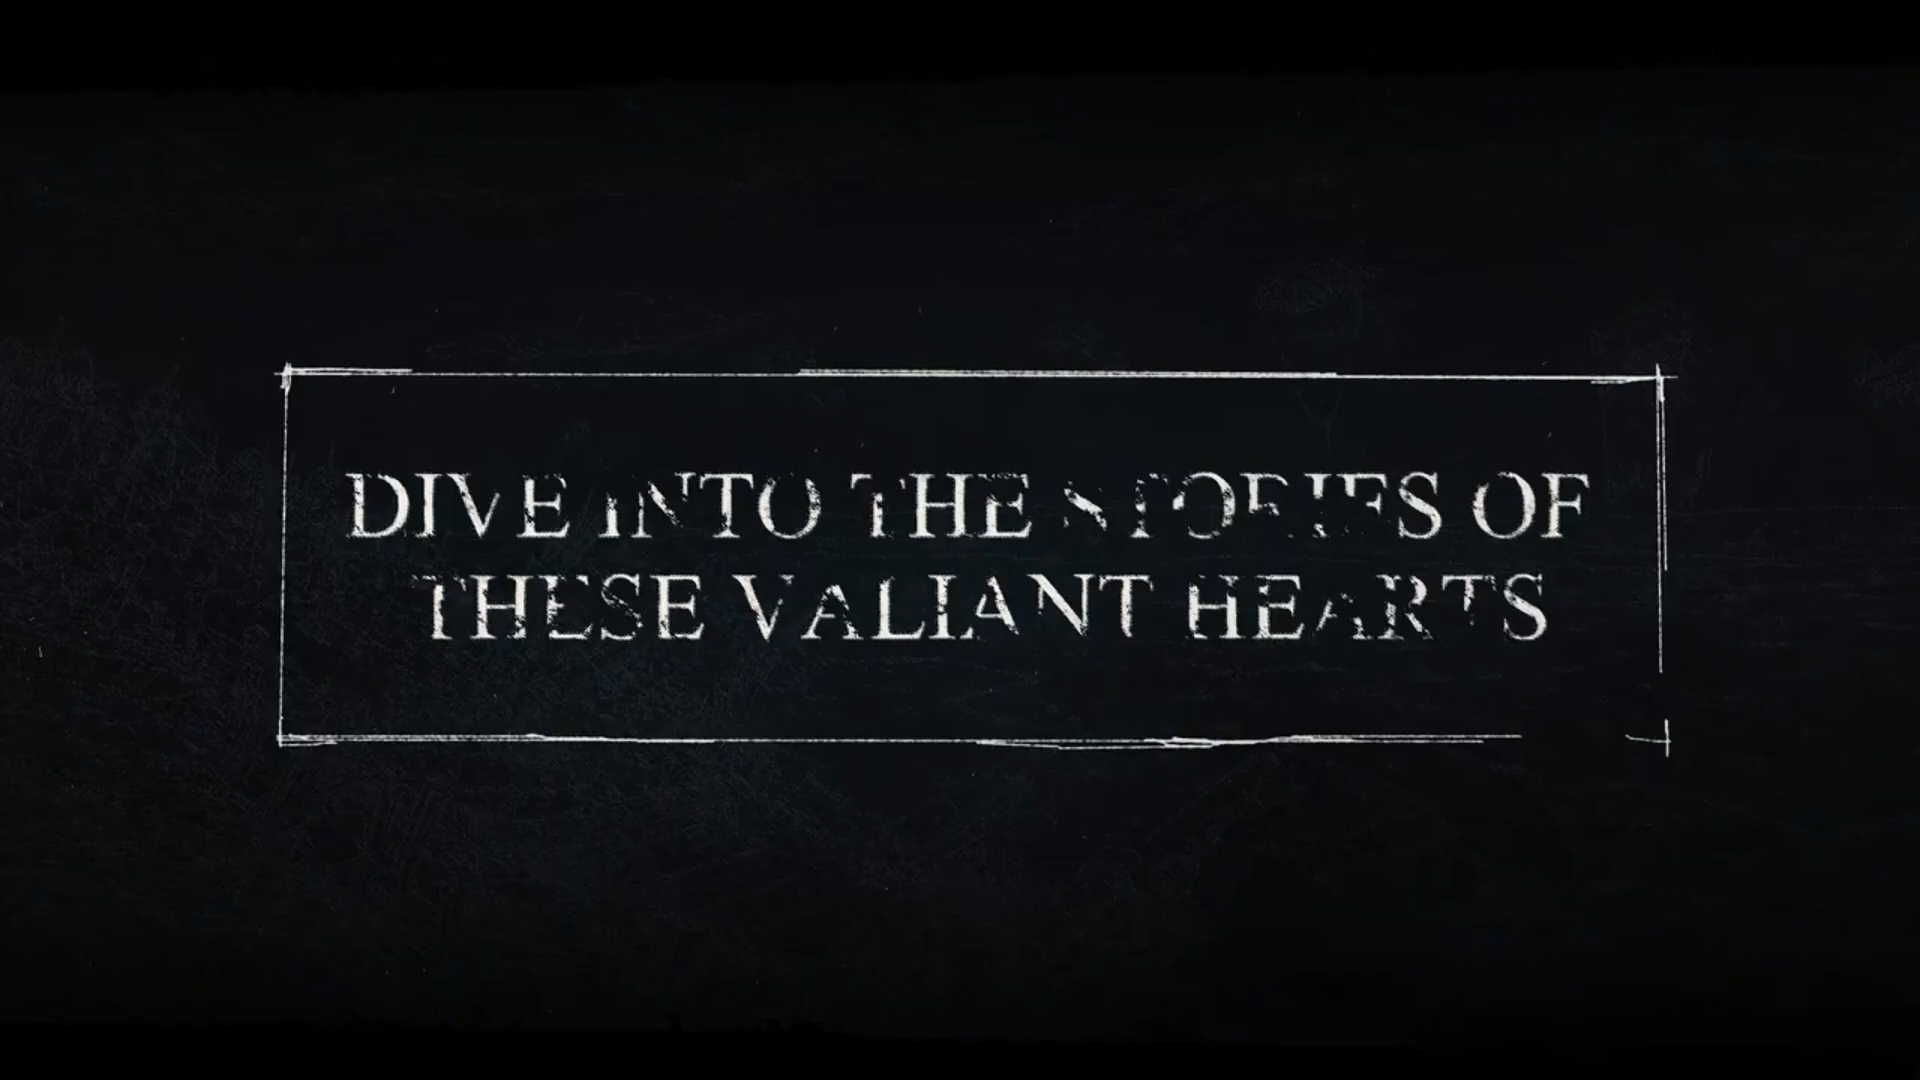 DIVE INTO THE STORIES OF
THESE VALIANT HEARTS